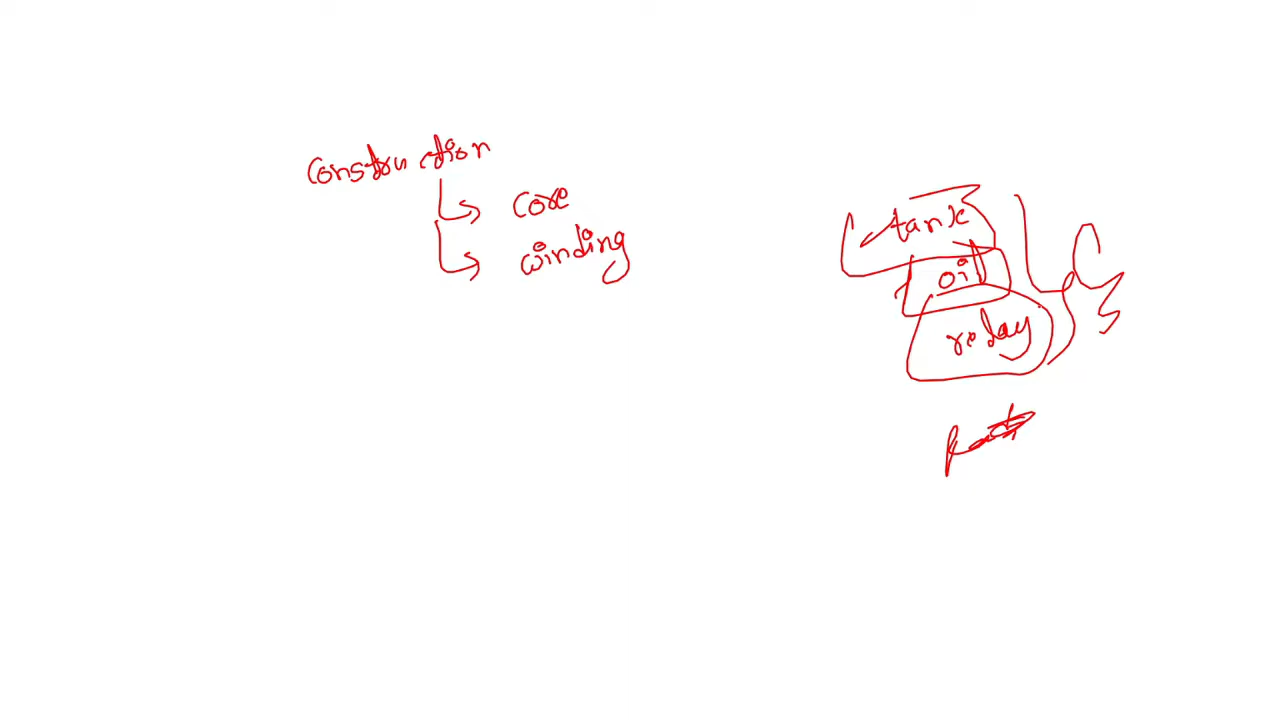 construction
core
winding
tank
oil
relay